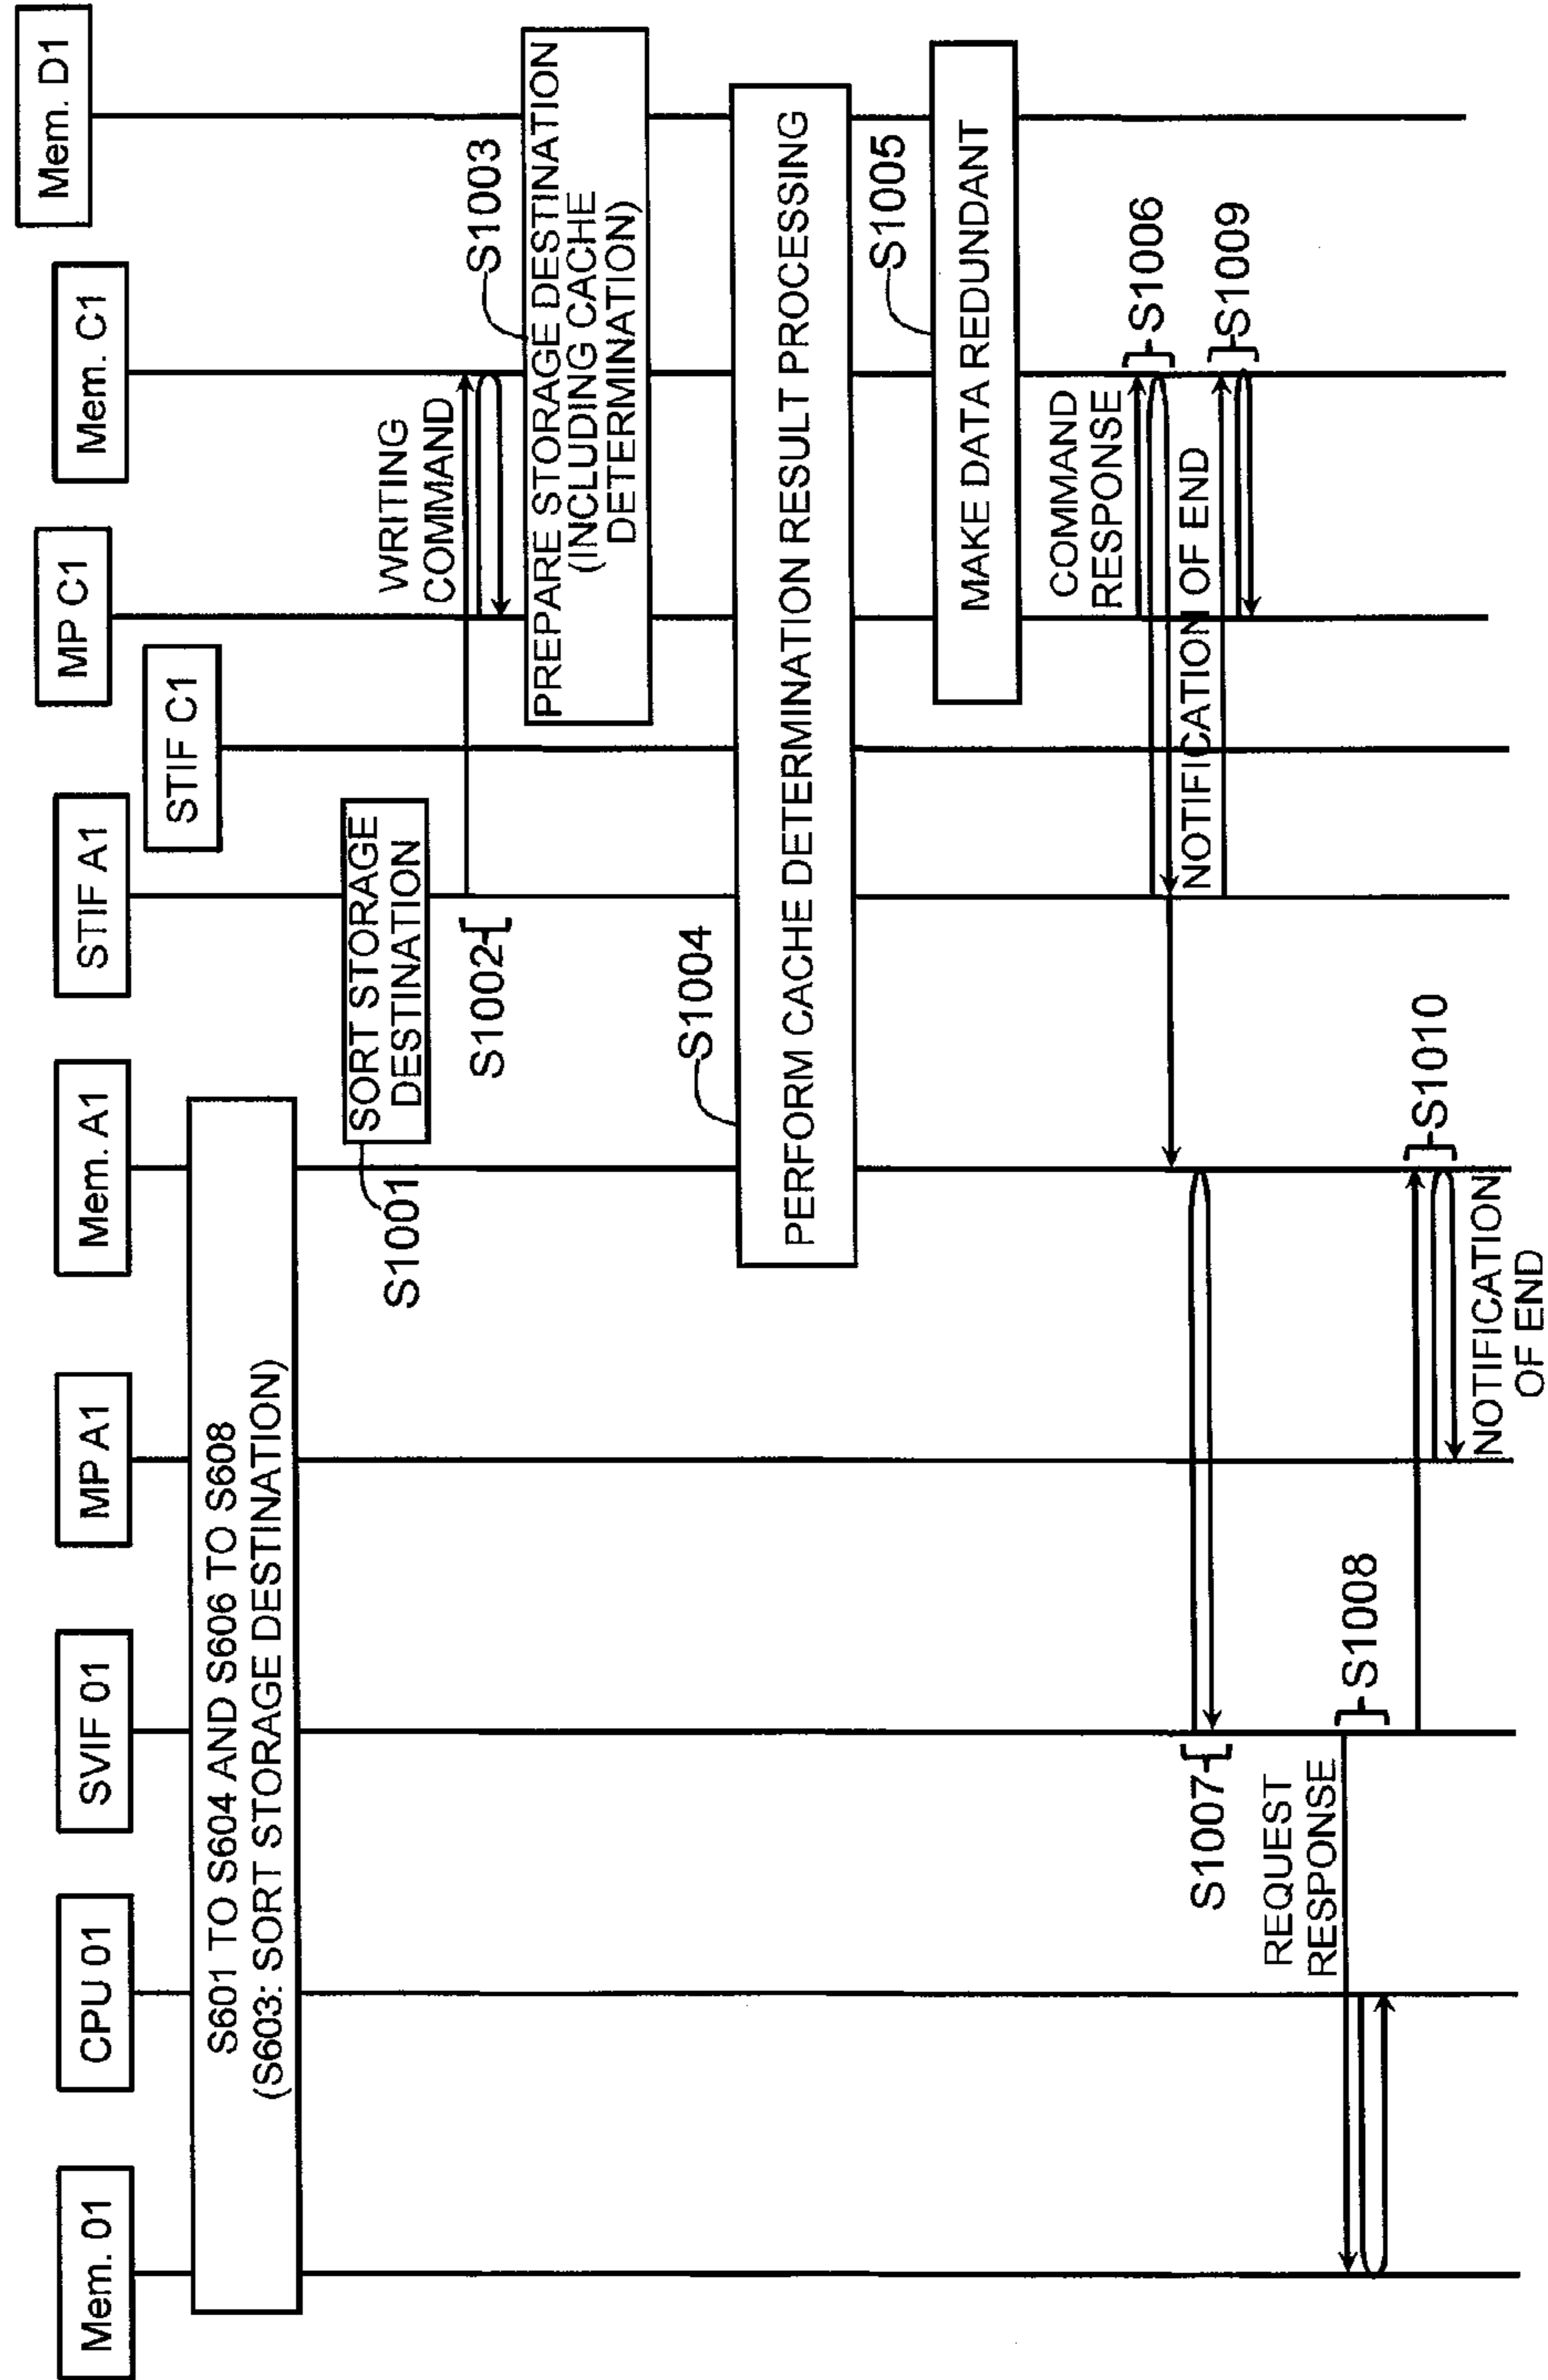 Mem. 01
CPU 01
SVIF 01
MP A1
Mem. A1
STIF A1
STIF C1
MP C1
Mem. C1
Mem. D1
S601 TO S604 AND S606 TO S608
(S603: SORT STORAGE DESTINATION)
S1001
SORT STORAGE
DESTINATION
S1002
WRITING
COMMAND
S1003
PREPARE STORAGE DESTINATION
(INCLUDING CACHE
DETERMINATION)
S1004
PERFORM CACHE DETERMINATION RESULT PROCESSING
S1005
MAKE DATA REDUNDANT
COMMAND
RESPONSE
S1006
NOTIFICATION OF END
S1009
S1007
REQUEST
RESPONSE
S1008
S1010
NOTIFICATION
OF END